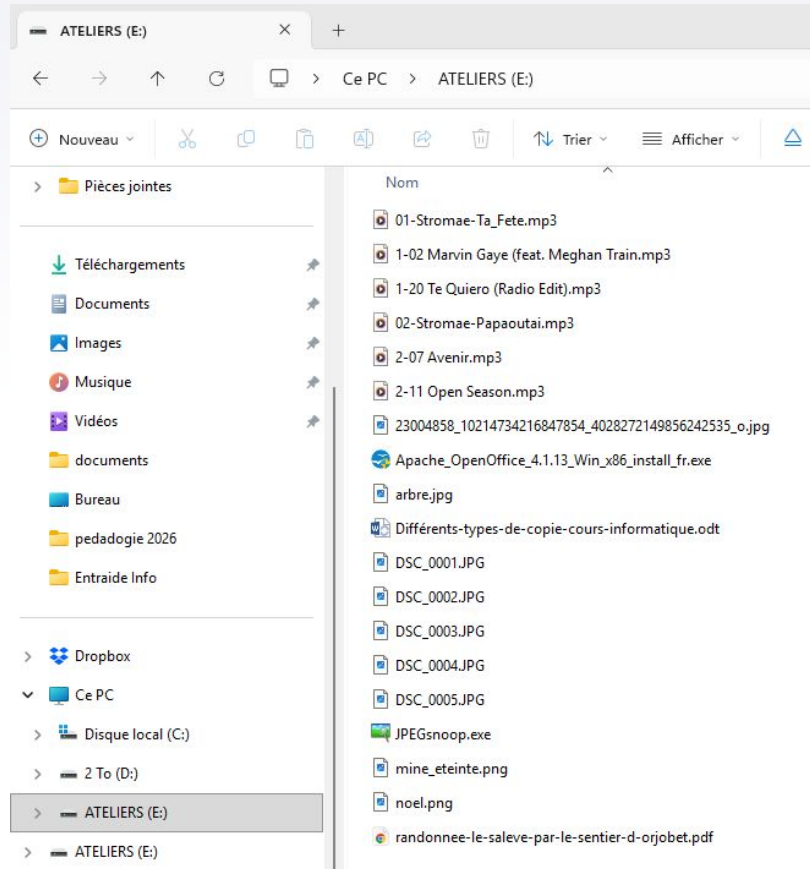 ATELIERS (E:)
Ce PC > ATELIERS (E:)
Nouveau
Trier
Afficher
Pièces jointes
Téléchargements
Documents
Images
Musique
Vidéos
documents
Bureau
pedadogie 2026
Entraide Info
Dropbox
Ce PC
Disque local (C:)
2 To (D:)
ATELIERS (E:)
ATELIERS (E:)
Nom
01-Stromae-Ta_Fete.mp3
1-02 Marvin Gaye (feat. Meghan Train.mp3
1-20 Te Quiero (Radio Edit).mp3
02-Stromae-Papaoutai.mp3
2-07 Avenir.mp3
2-11 Open Season.mp3
23004858_10214734216847854_4028272149856242535_o.jpg
Apache_OpenOffice_4.1.13_Win_x86_install_fr.exe
arbre.jpg
Différents-types-de-copie-cours-informatique.odt
DSC_0001.JPG
DSC_0002.JPG
DSC_0003.JPG
DSC_0004.JPG
DSC_0005.JPG
JPEGsnoop.exe
mine_eteinte.png
noel.png
randonnee-le-saleve-par-le-sentier-d-orjobet.pdf